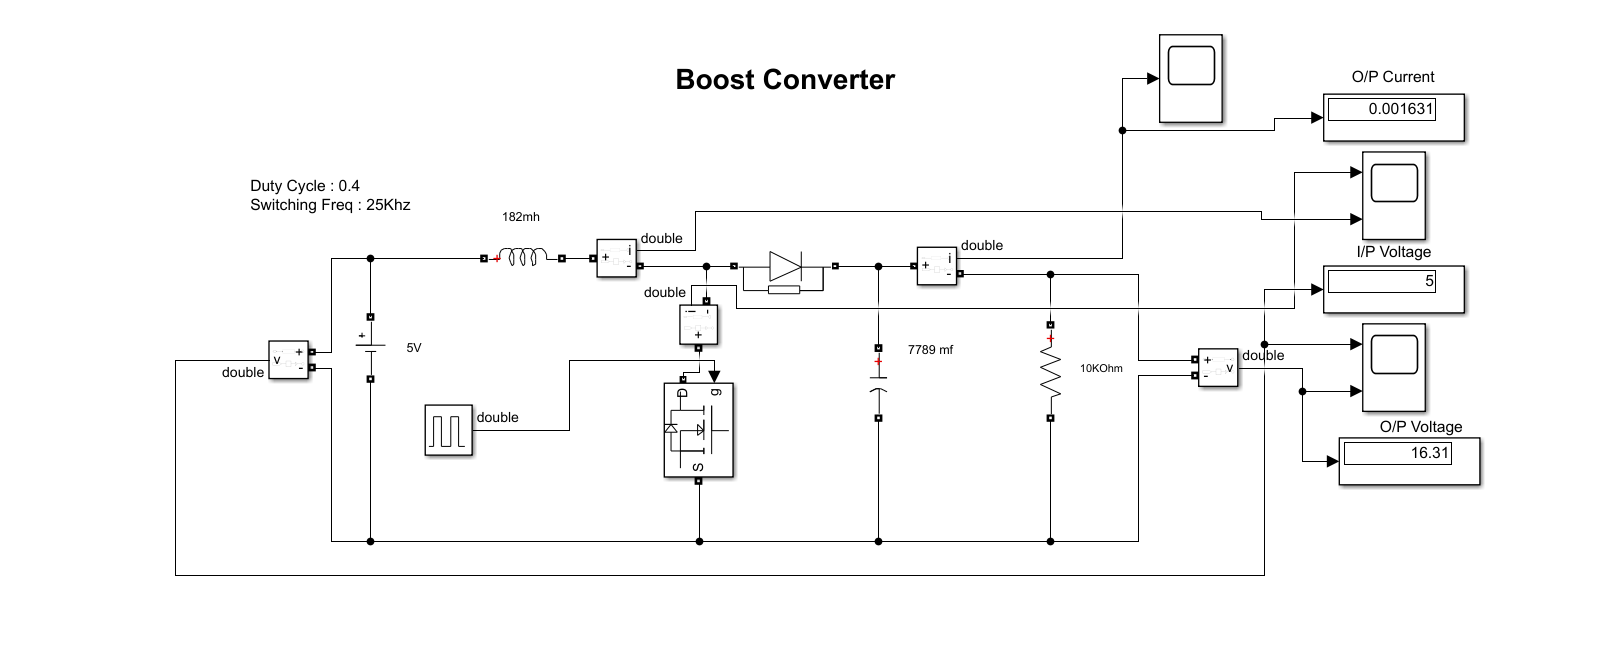 Boost Converter
O/P Current
0.001631
Duty Cycle : 0.4
Switching Freq : 25Khz
182mh
i
+
-
double
i
+
-
double
I/P Voltage
5
double
i
-
+
5V
+
v
+
-
double
7789 mf
+
10KOhm
+
+
v
-
double
double
D
g
S
O/P Voltage
16.31